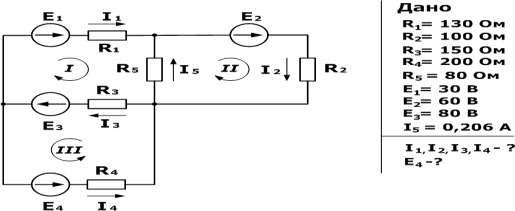 E1 I1 E2
R1
I R5 I5 II I2 R2
R3
E3 I3
III
R4
E4 I4
Дано
R1= 130 Ом
R2= 100 Ом
R3= 150 Ом
R4= 200 Ом
R5 = 80 Ом
E1= 30 В
E2= 60 В
E3= 80 В
I5 = 0,206 А
I1,I2,I3,I4- ?
E4-?